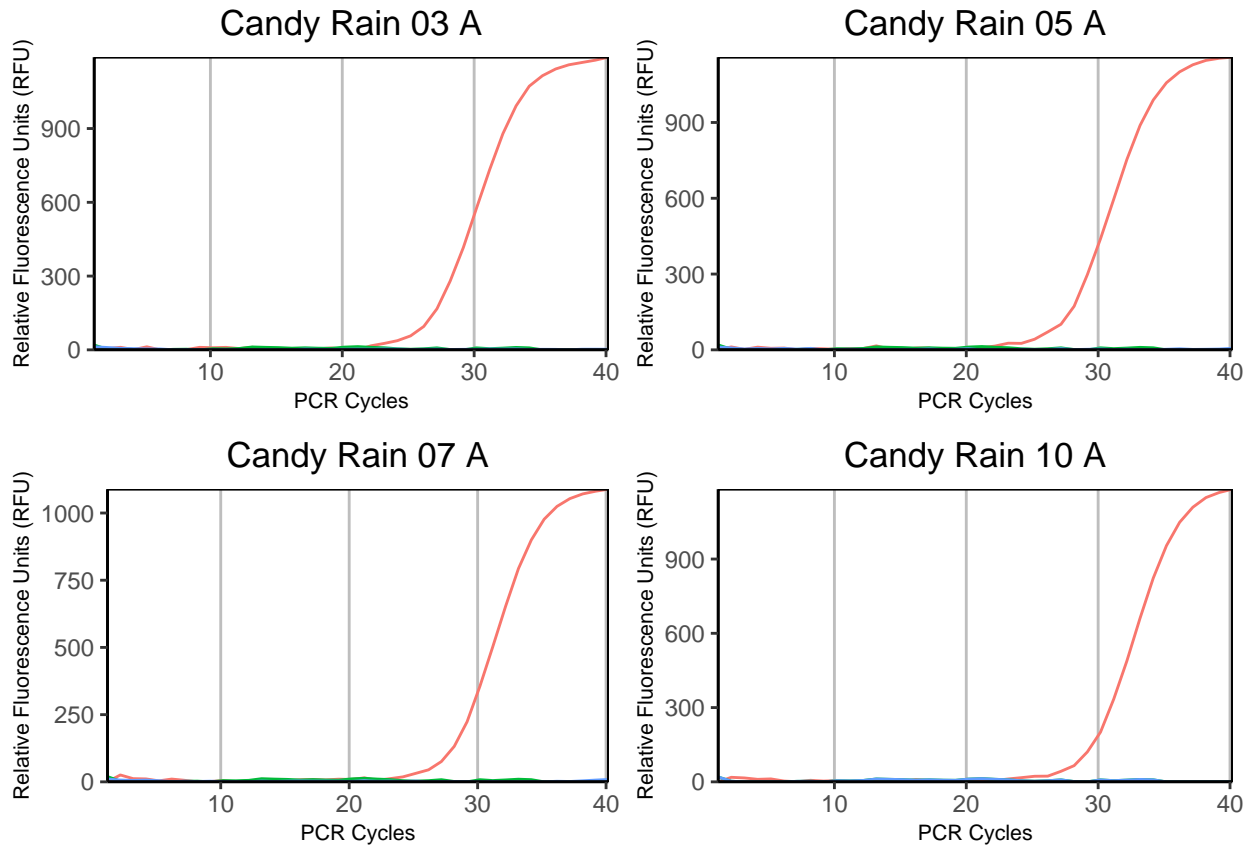 Candy Rain 03 A
Relative Fluorescence Units (RFU)
900
600
300
0
10 20 30 40
PCR Cycles
Candy Rain 05 A
Relative Fluorescence Units (RFU)
900
600
300
0
10 20 30 40
PCR Cycles
Candy Rain 07 A
Relative Fluorescence Units (RFU)
1000
750
500
250
0
10 20 30 40
PCR Cycles
Candy Rain 10 A
Relative Fluorescence Units (RFU)
900
600
300
0
10 20 30 40
PCR Cycles